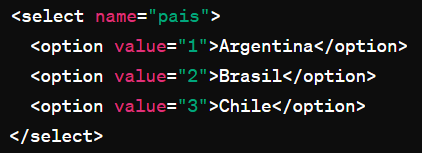 <select name="pais">
  <option value="1">Argentina</option>
  <option value="2">Brasil</option>
  <option value="3">Chile</option>
</select>